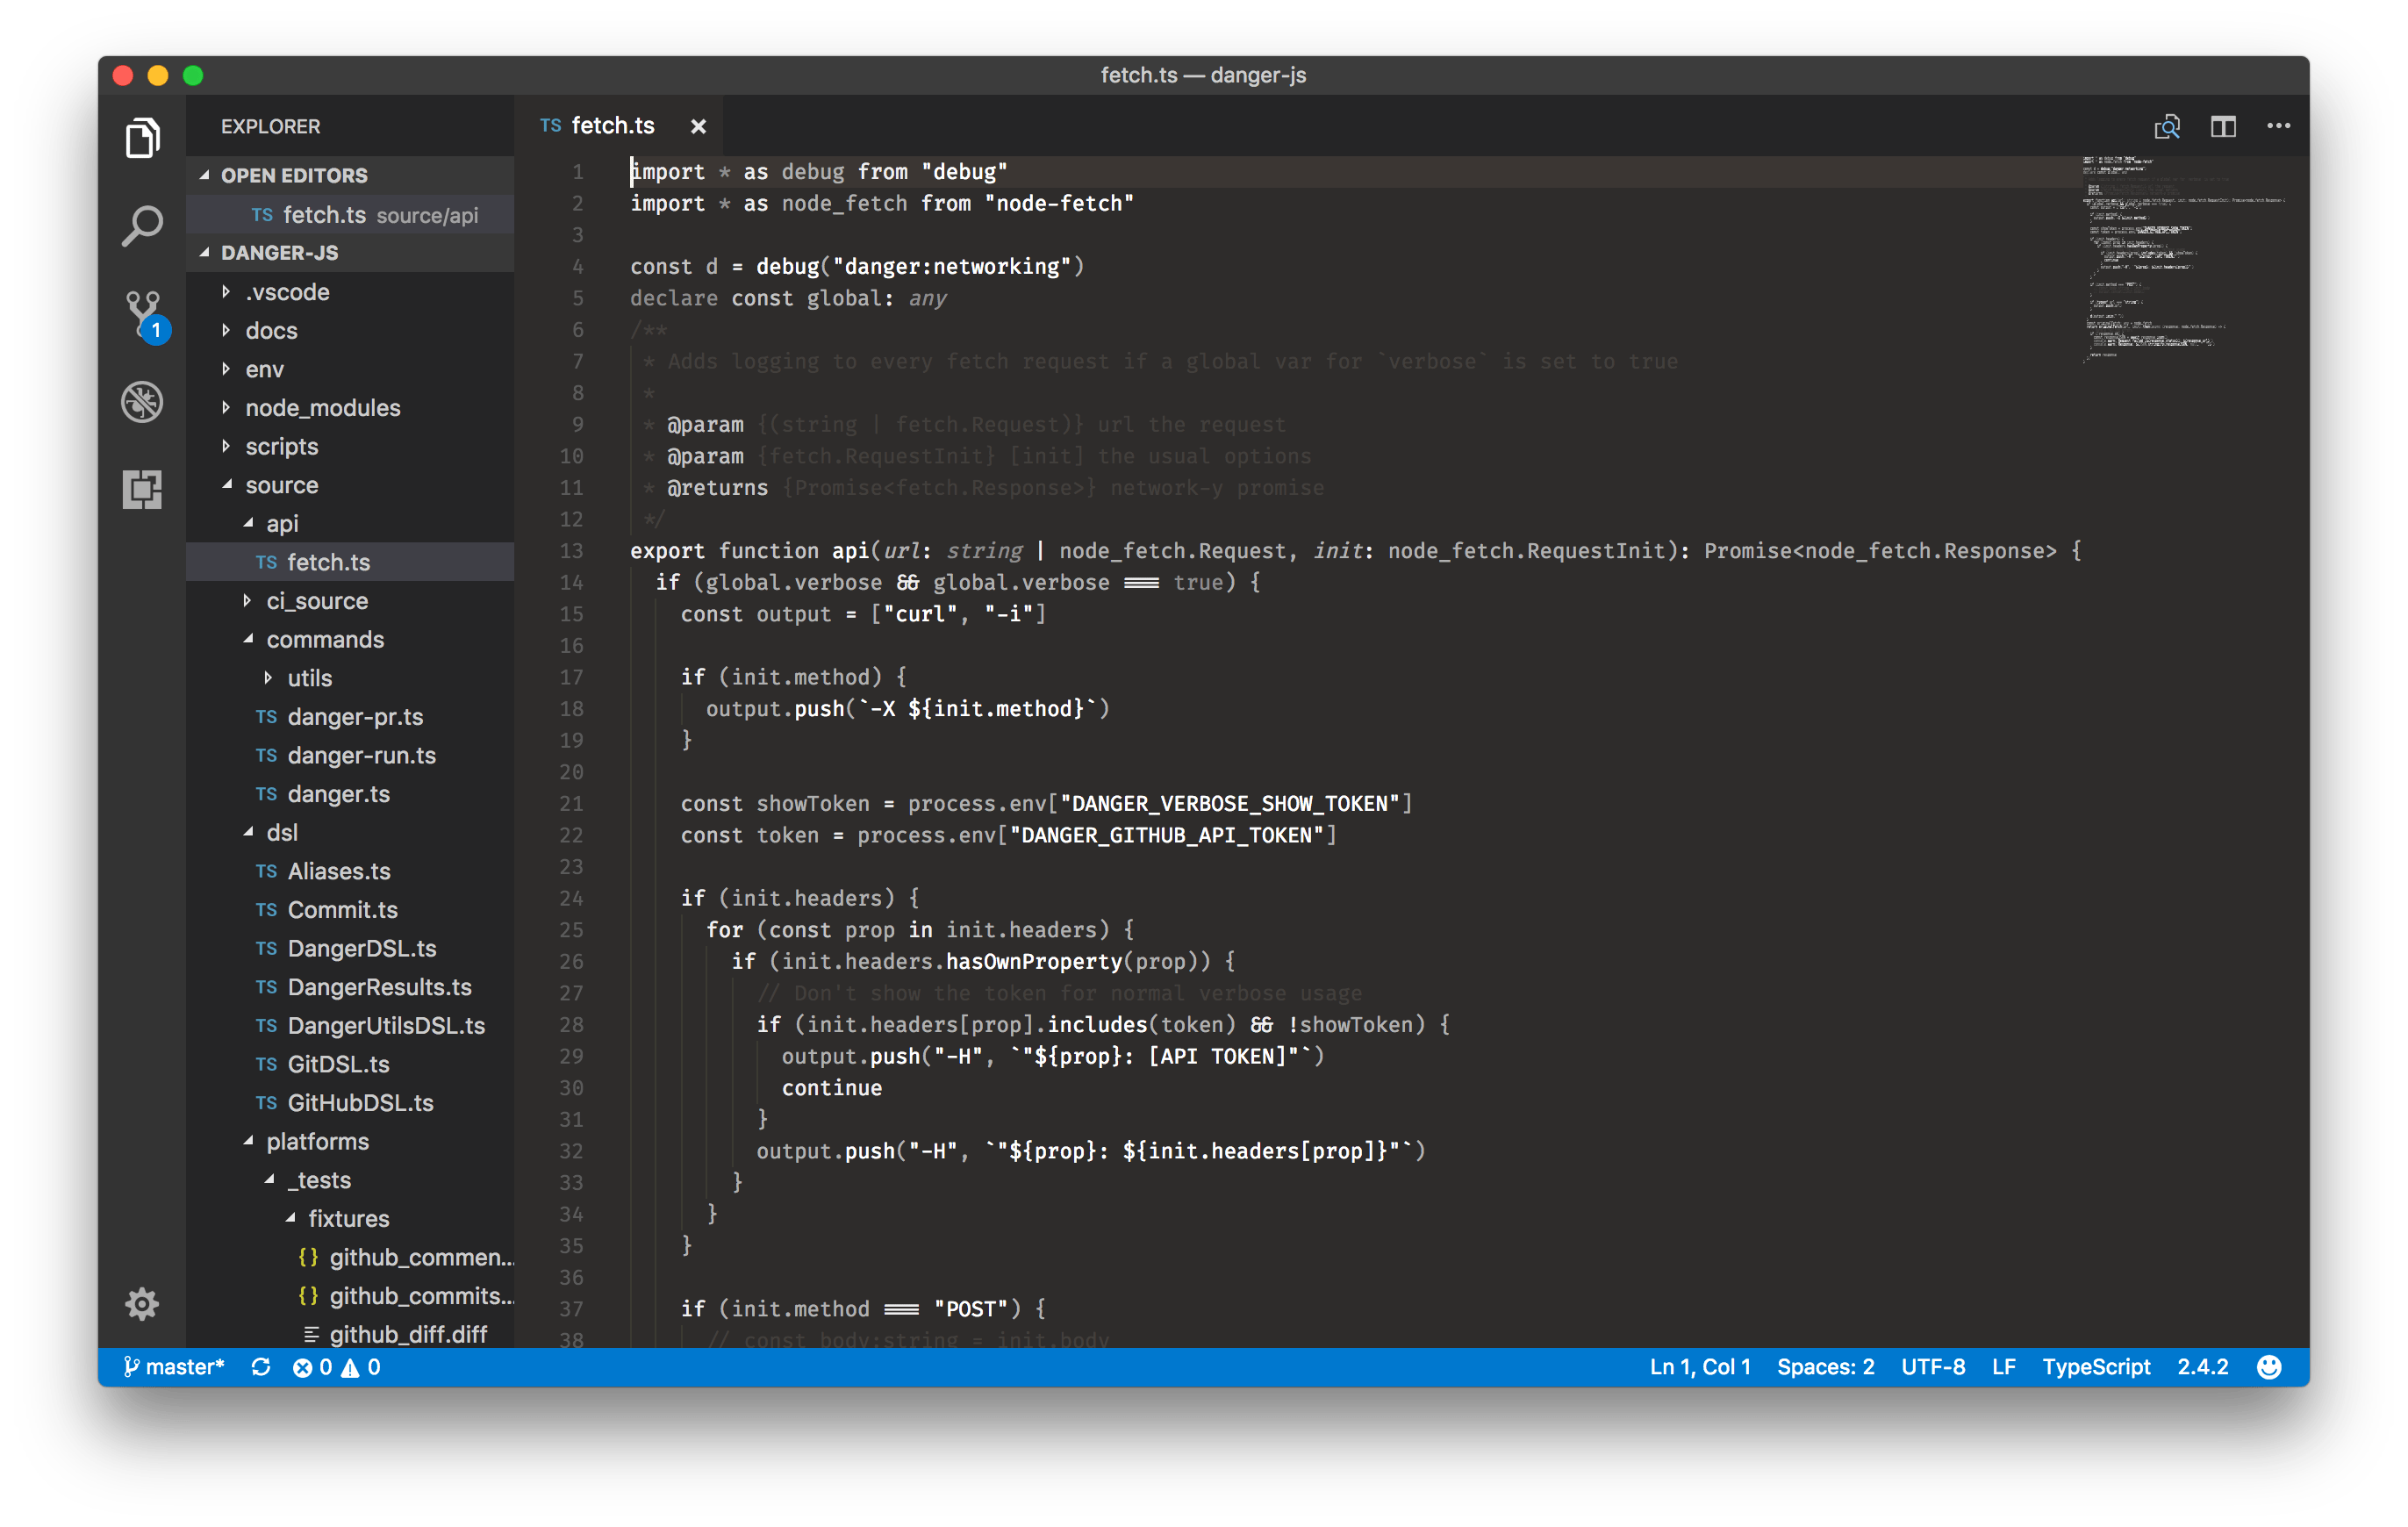 fetch.ts — danger-js
EXPLORER
OPEN EDITORS
TS fetch.ts source/api
DANGER-JS
.vscode
docs
env
node_modules
scripts
source
api
TS fetch.ts
ci_source
commands
utils
TS danger-pr.ts
TS danger-run.ts
TS danger.ts
dsl
TS Aliases.ts
TS Commit.ts
TS DangerDSL.ts
TS DangerResults.ts
TS DangerUtilsDSL.ts
TS GitDSL.ts
TS GitHubDSL.ts
platforms
_tests
fixtures
{} github_commen...
{} github_commits...
github_diff.diff
1
TS fetch.ts ×
1 import * as debug from "debug"
2 import * as node_fetch from "node-fetch"
3
4 const d = debug("danger:networking")
5 declare const global: any
6 /**
7 * Adds logging to every fetch request if a global var for `verbose` is set to true
8 *
9 * @param {(string | fetch.Request)} url the request
10 * @param {fetch.RequestInit} [init] the usual options
11 * @returns {Promise<fetch.Response>} network-y promise
12 */
13 export function api(url: string | node_fetch.Request, init: node_fetch.RequestInit): Promise<node_fetch.Response> {
14 if (global.verbose && global.verbose === true) {
15 const output = ["curl", "-i"]
16
17 if (init.method) {
18 output.push(`-X ${init.method}`)
19 }
20
21 const showToken = process.env["DANGER_VERBOSE_SHOW_TOKEN"]
22 const token = process.env["DANGER_GITHUB_API_TOKEN"]
23
24 if (init.headers) {
25 for (const prop in init.headers) {
26 if (init.headers.hasOwnProperty(prop)) {
27 // Don't show the token for normal verbose usage
28 if (init.headers[prop].includes(token) && !showToken) {
29 output.push("-H", `"${prop}: [API TOKEN]"`)
30 continue
31 }
32 output.push("-H", `"${prop}: ${init.headers[prop]}"`)
33 }
34 }
35 }
36
37 if (init.method === "POST") {
38 // const body:string = init.body
master* 0 0
Ln 1, Col 1 Spaces: 2 UTF-8 LF TypeScript 2.4.2